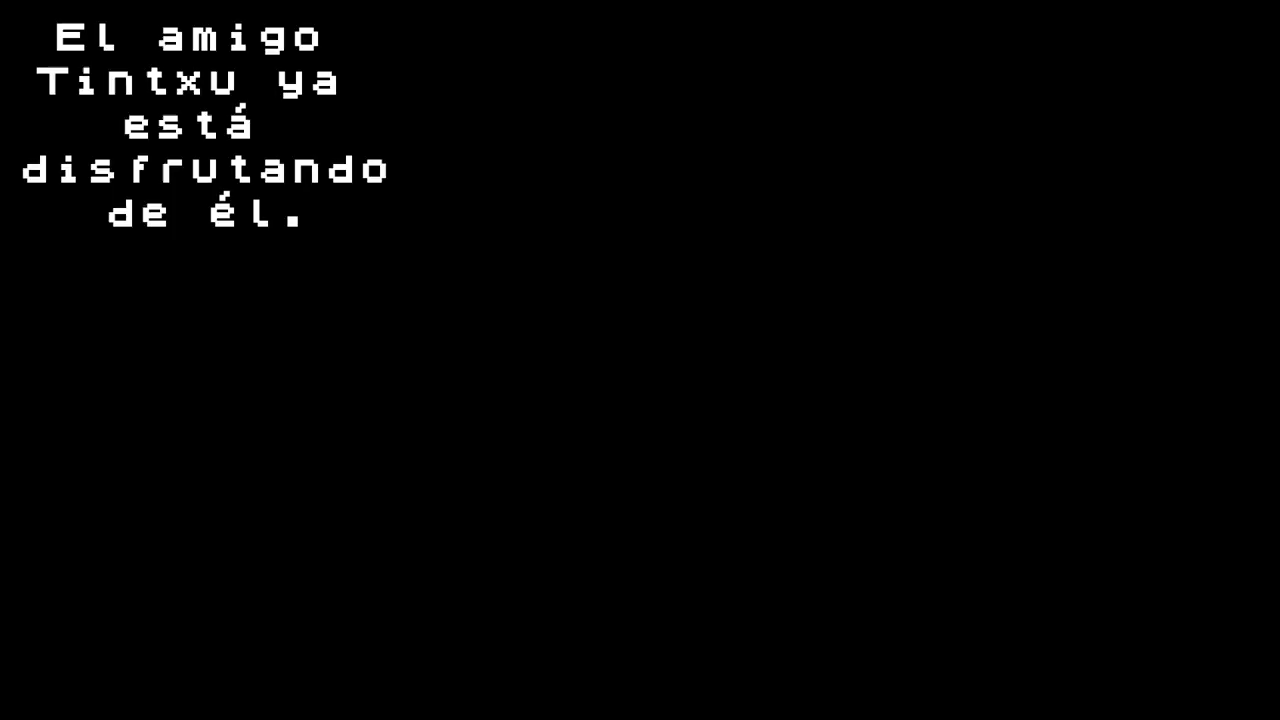 El amigo
Tintxu ya
está
disfrutando
de él.